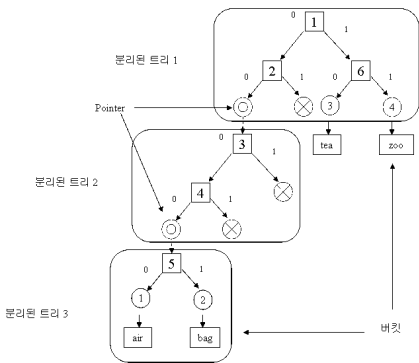 0 1 1
분리된 트리 1
0 2 1 0 6 1
Pointer
3 4
0 3 1
tea zoo
분리된 트리 2
0 4 1
0 5 1
분리된 트리 3
1 2
air bag
버킷